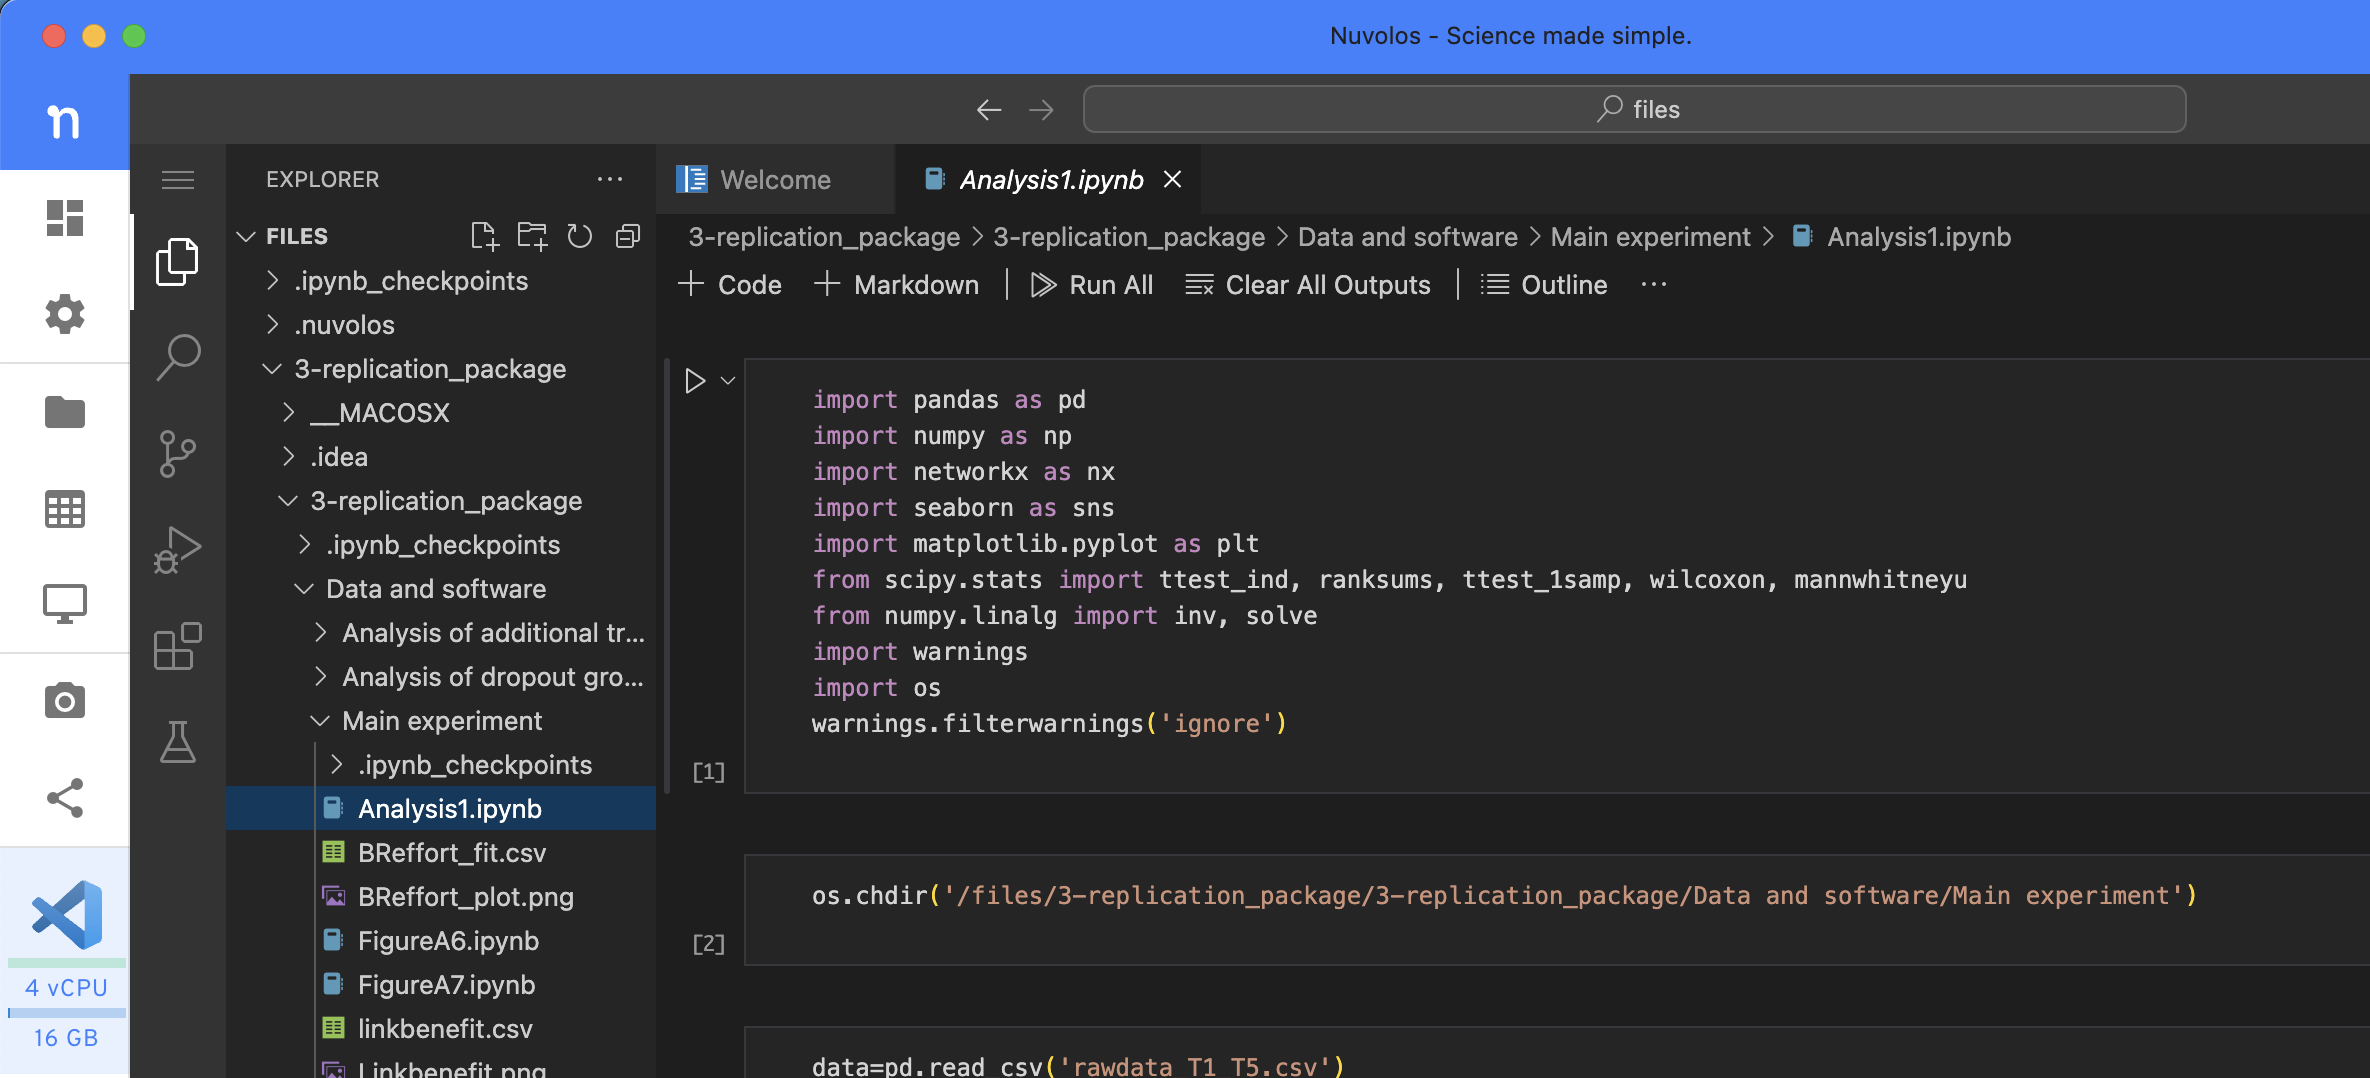 Nuvolos - Science made simple.
n
files
EXPLORER
FILES
.ipynb_checkpoints
.nuvolos
3-replication_package
__MACOSX
.idea
3-replication_package
.ipynb_checkpoints
Data and software
Analysis of additional tr...
Analysis of dropout gro...
Main experiment
.ipynb_checkpoints
Analysis1.ipynb
BReffort_fit.csv
BReffort_plot.png
FigureA6.ipynb
FigureA7.ipynb
linkbenefit.csv
Linkbenefit.png
4 vCPU
16 GB
Welcome
Analysis1.ipynb
3-replication_package > 3-replication_package > Data and software > Main experiment > Analysis1.ipynb
+ Code + Markdown | Run All Clear All Outputs | Outline ...
import pandas as pd
import numpy as np
import networkx as nx
import seaborn as sns
import matplotlib.pyplot as plt
from scipy.stats import ttest_ind, ranksums, ttest_1samp, wilcoxon, mannwhitneyu
from numpy.linalg import inv, solve
import warnings
import os
warnings.filterwarnings('ignore')
[1]
os.chdir('/files/3-replication_package/3-replication_package/Data and software/Main experiment')
[2]
data=pd.read_csv('rawdata_T1_T5.csv')